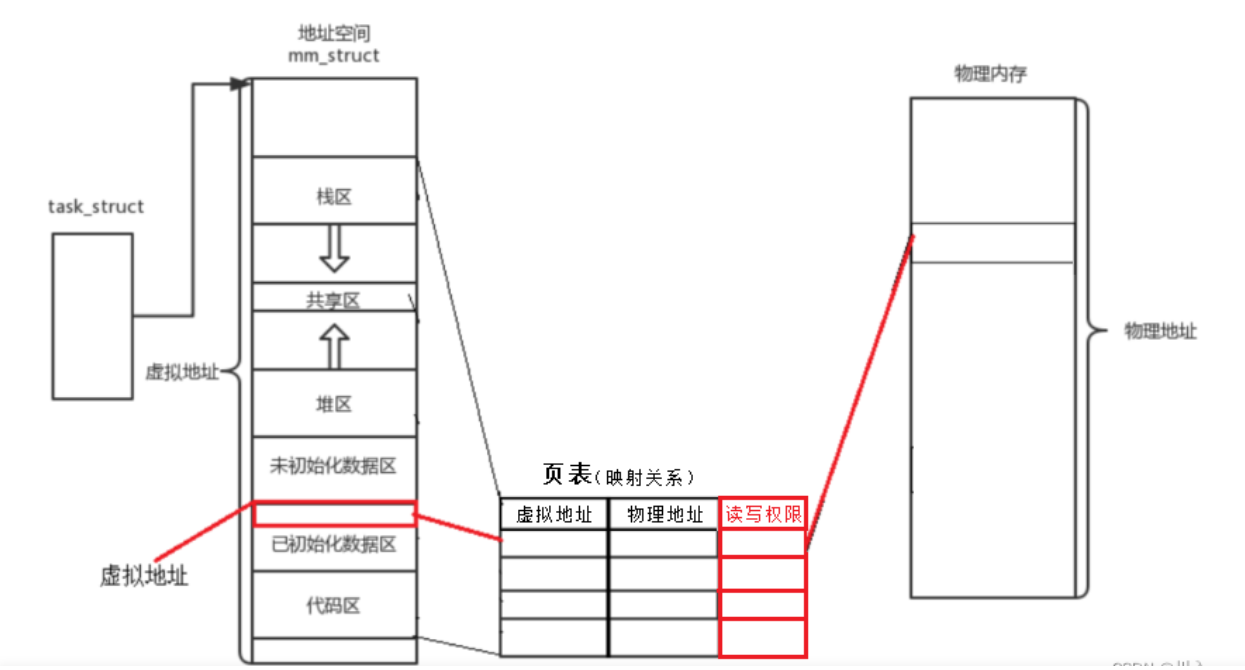 地址空间
mm_struct
物理内存
栈区
task_struct
共享区
物理地址
虚拟地址
堆区
未初始化数据区
页表(映射关系)
虚拟地址 物理地址 读写权限
已初始化数据区
虚拟地址
代码区